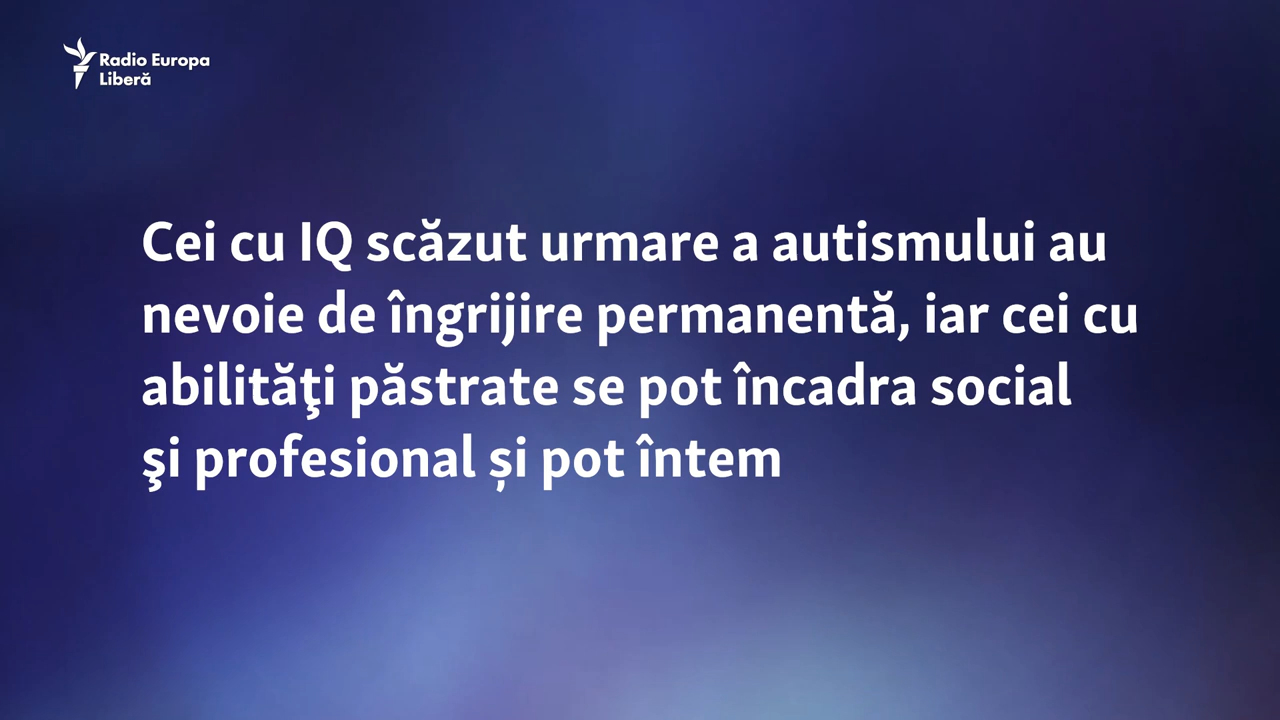 Radio Europa
Liberă
Cei cu IQ scăzut urmare a autismului au
nevoie de îngrijire permanentă, iar cei cu
abilităţi păstrate se pot încadra social
şi profesional și pot întem